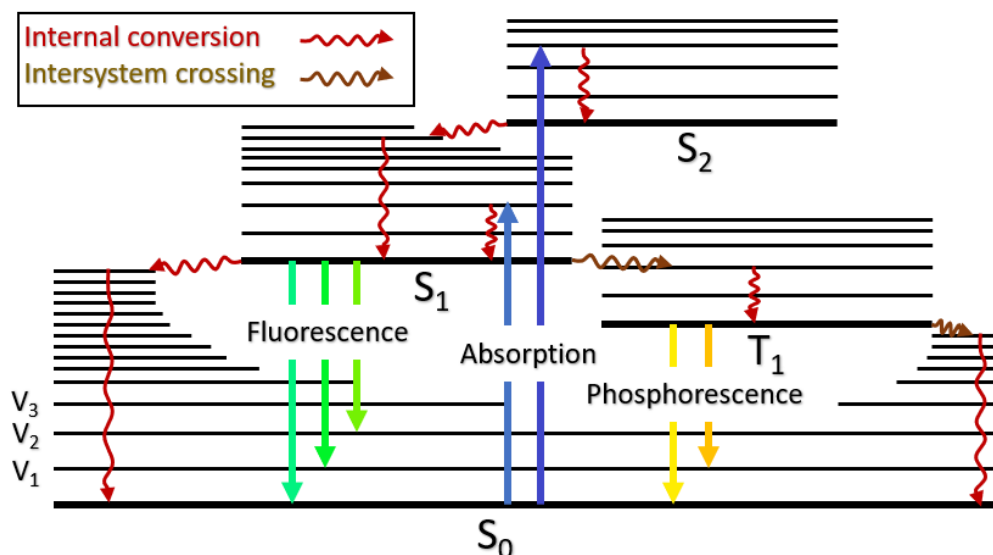 Internal conversion
Intersystem crossing
S₂
S₁
Fluorescence
Absorption
T₁
Phosphorescence
V₃
V₂
V₁
S₀